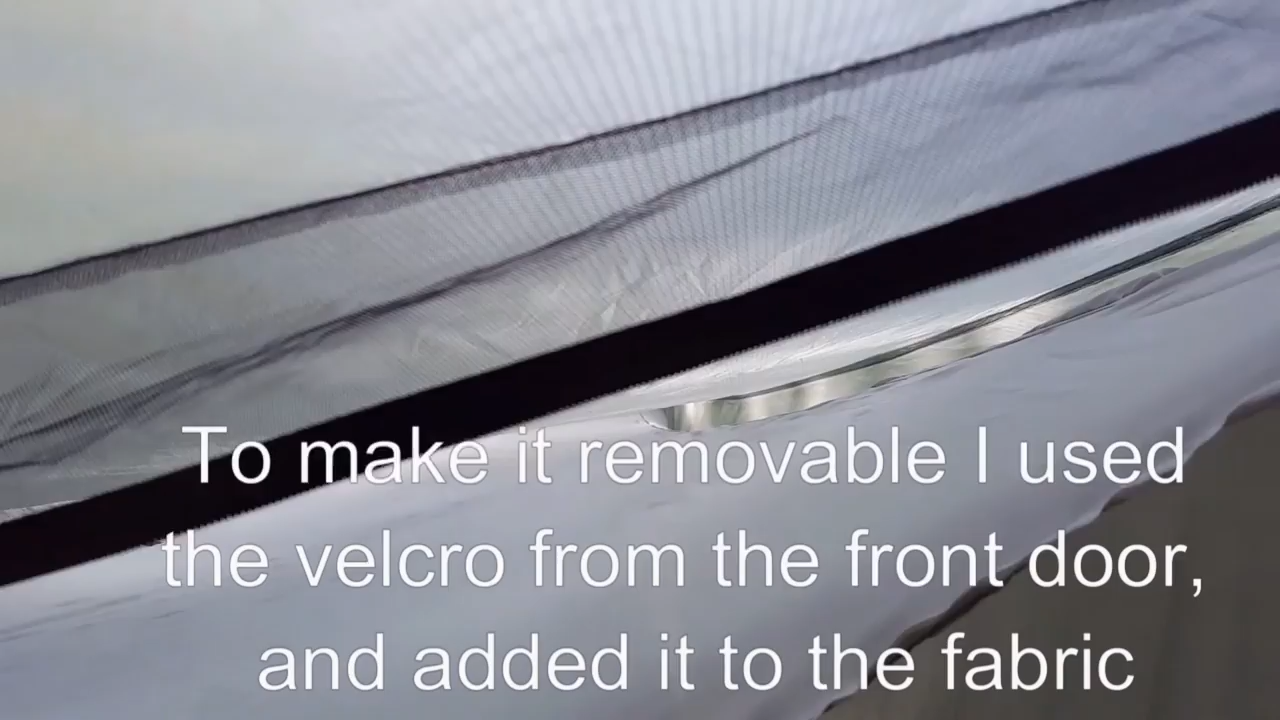 To make it removable I used
the velcro from the front door,
and added it to the fabric